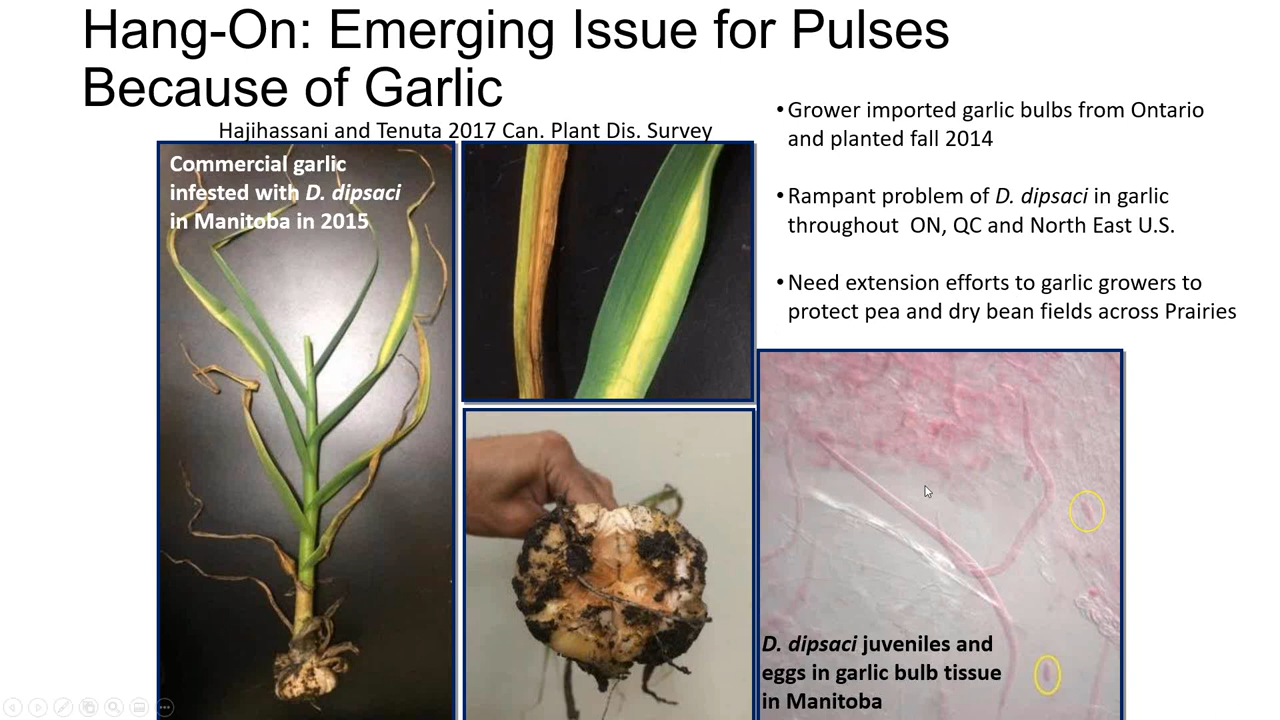 Hang-On: Emerging Issue for Pulses
Because of Garlic
Hajihassani and Tenuta 2017 Can. Plant Dis. Survey
Commercial garlic
infested with D. dipsaci
in Manitoba in 2015
•Grower imported garlic bulbs from Ontario
and planted fall 2014
•Rampant problem of D. dipsaci in garlic
throughout  ON, QC and North East U.S.
•Need extension efforts to garlic growers to
protect pea and dry bean fields across Prairies
D. dipsaci juveniles and
eggs in garlic bulb tissue
in Manitoba